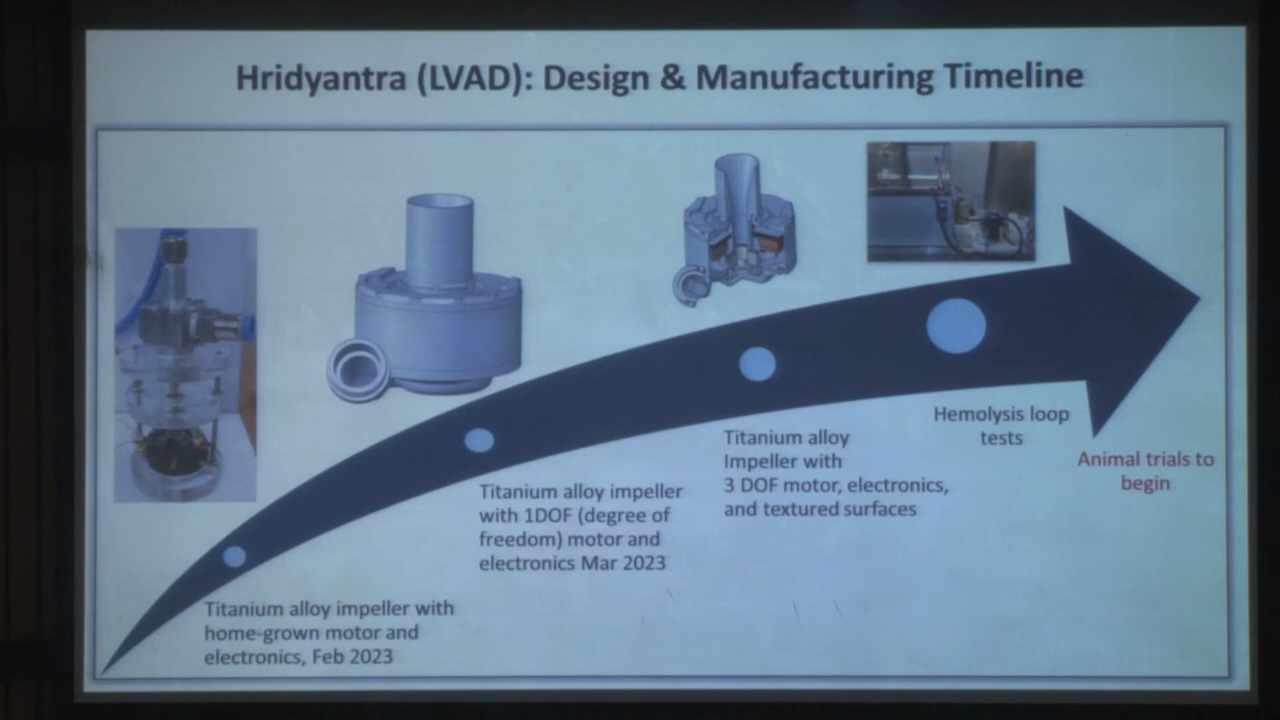 Hridyantra (LVAD): Design & Manufacturing Timeline
Titanium alloy impeller with
home-grown motor and
electronics, Feb 2023
Titanium alloy impeller
with 1DOF (degree of
freedom) motor and
electronics Mar 2023
Titanium alloy
Impeller with
3 DOF motor, electronics,
and textured surfaces
Hemolysis loop
tests
Animal trials to
begin